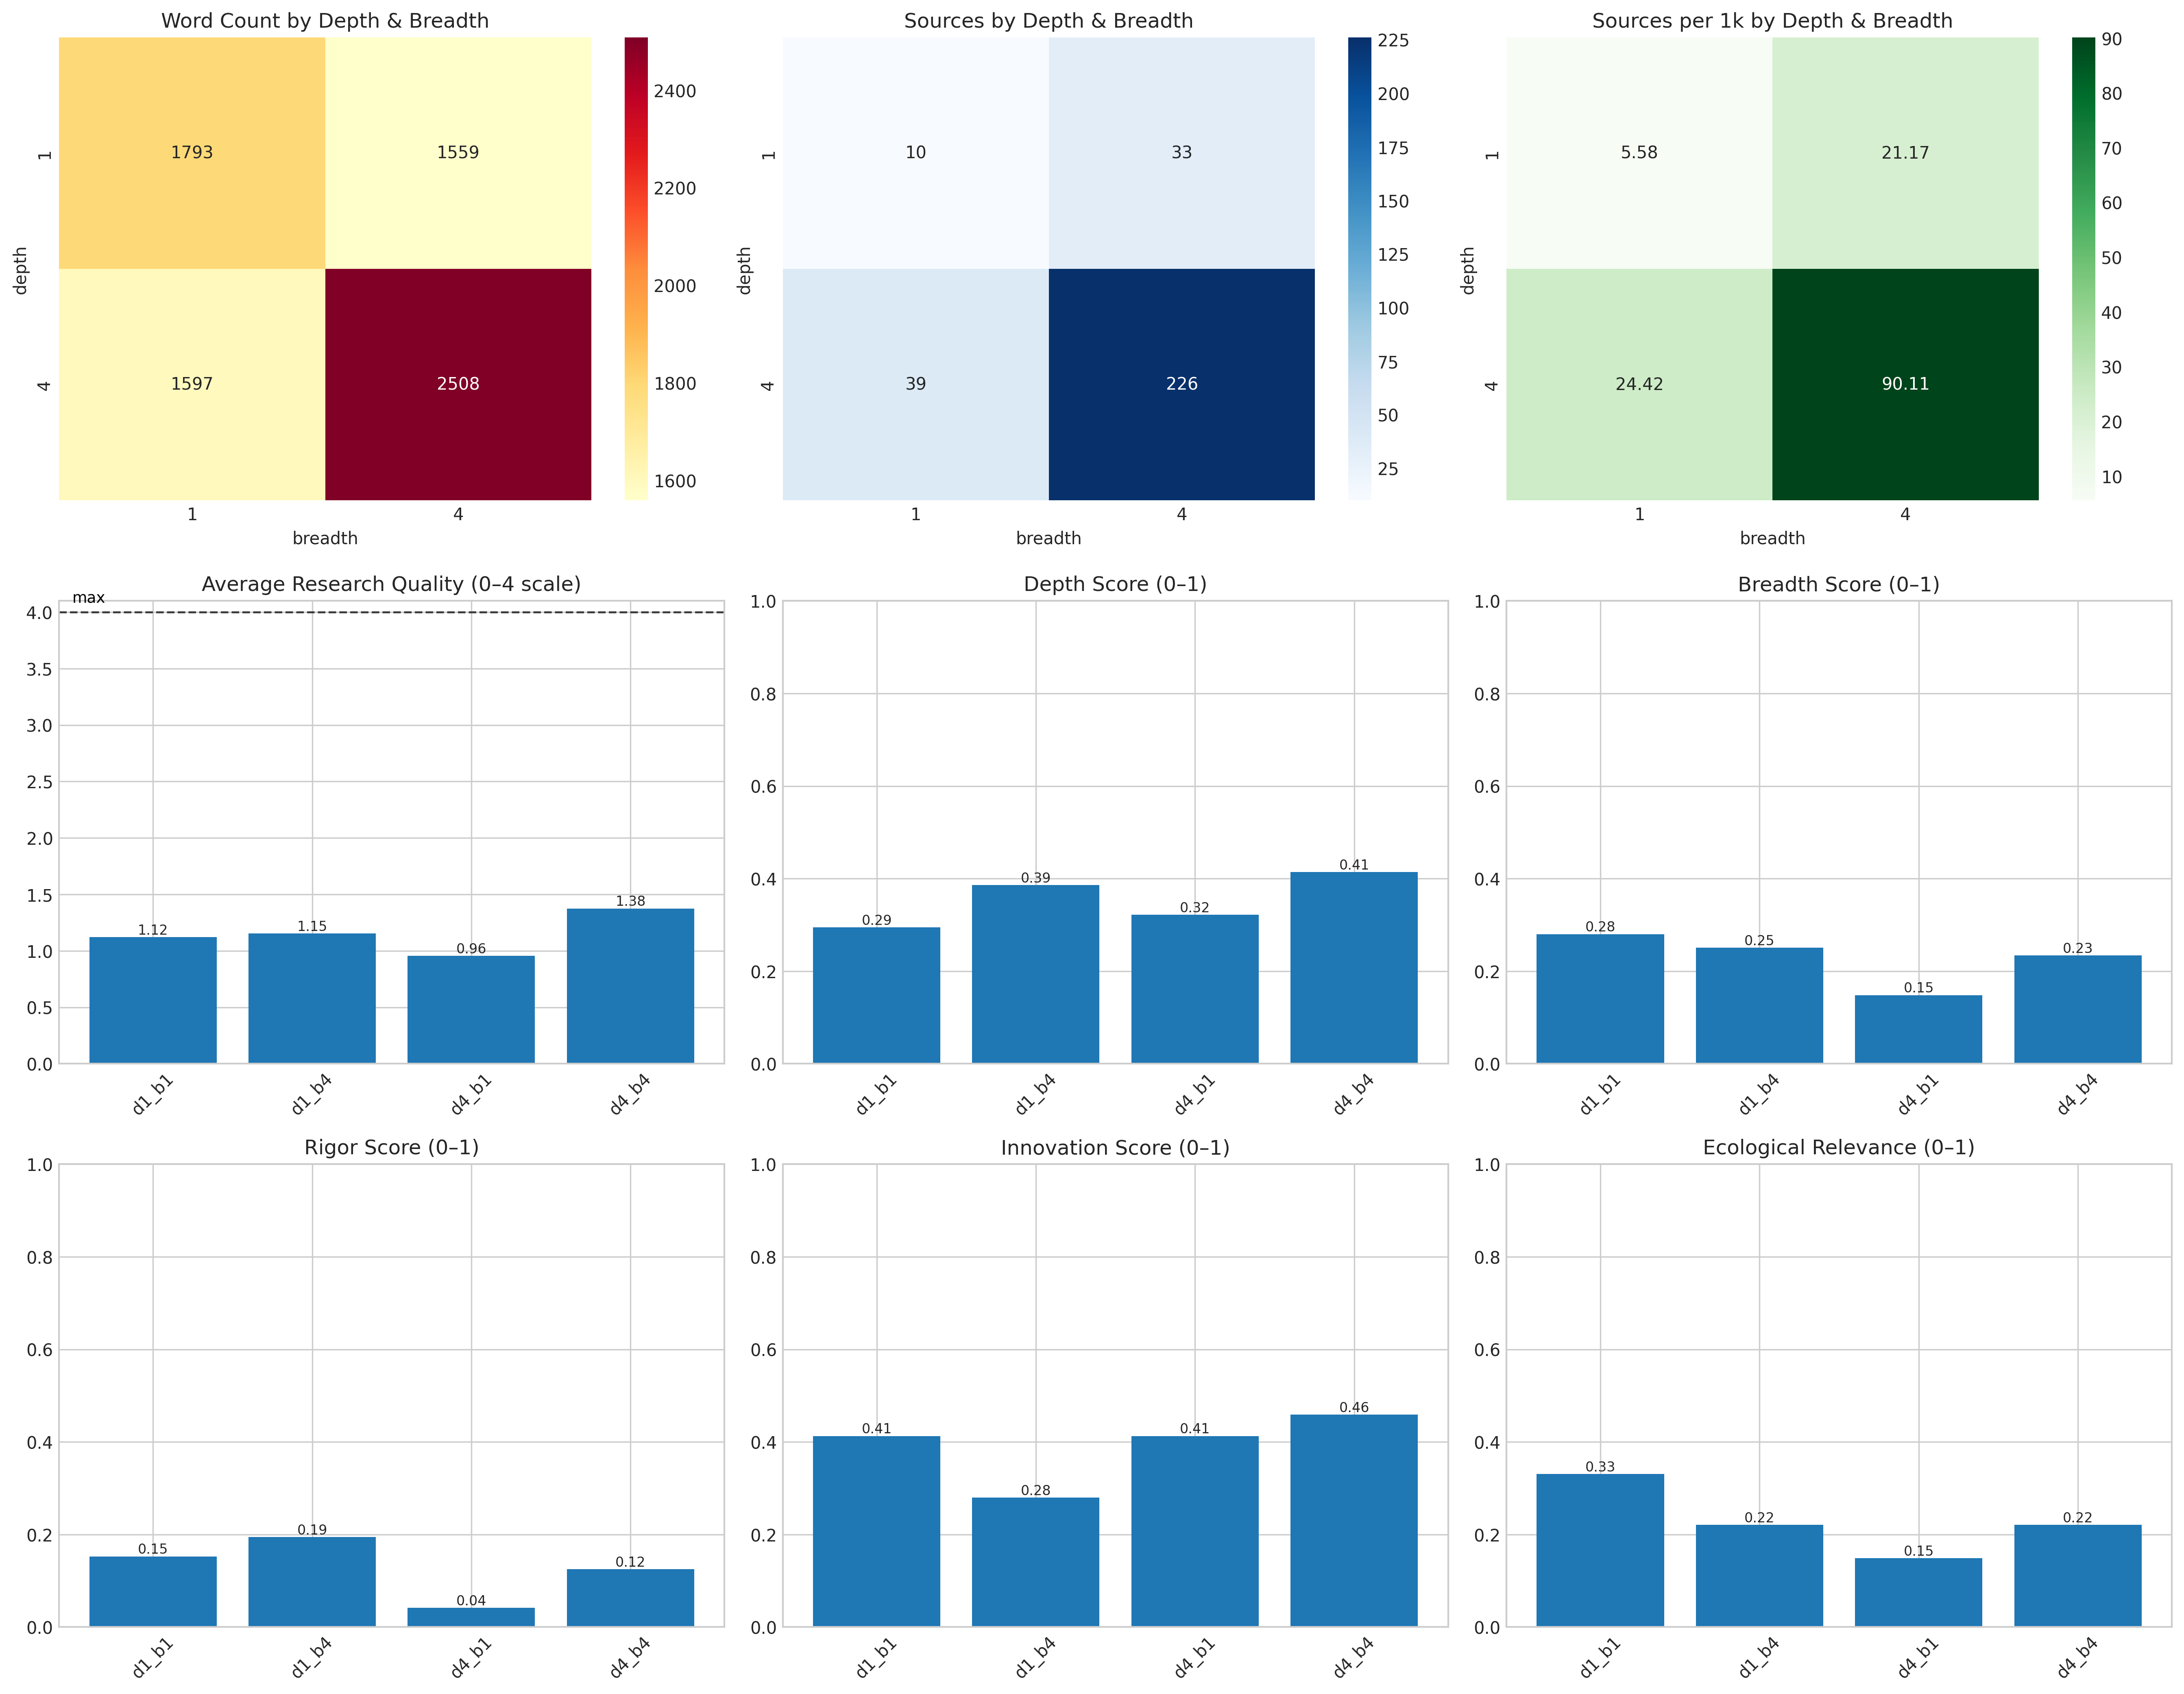 Word Count by Depth & Breadth
1793 1559
1597 2508
1
4
depth
1 4
breadth
2400
2200
2000
1800
1600
Sources by Depth & Breadth
10 33
39 226
1
4
depth
1 4
breadth
225
200
175
150
125
100
75
50
25
Sources per 1k by Depth & Breadth
5.58 21.17
24.42 90.11
1
4
depth
1 4
breadth
90
80
70
60
50
40
30
20
10
Average Research Quality (0–4 scale)
max
4.0
3.5
3.0
2.5
2.0
1.5
1.0
0.5
0.0
1.12 1.15 0.96 1.38
d1_b1 d1_b4 d4_b1 d4_b4
Depth Score (0–1)
1.0
0.8
0.6
0.4
0.2
0.0
0.29 0.39 0.32 0.41
d1_b1 d1_b4 d4_b1 d4_b4
Breadth Score (0–1)
1.0
0.8
0.6
0.4
0.2
0.0
0.28 0.25 0.15 0.23
d1_b1 d1_b4 d4_b1 d4_b4
Rigor Score (0–1)
1.0
0.8
0.6
0.4
0.2
0.0
0.15 0.19 0.04 0.12
d1_b1 d1_b4 d4_b1 d4_b4
Innovation Score (0–1)
1.0
0.8
0.6
0.4
0.2
0.0
0.41 0.28 0.41 0.46
d1_b1 d1_b4 d4_b1 d4_b4
Ecological Relevance (0–1)
1.0
0.8
0.6
0.4
0.2
0.0
0.33 0.22 0.15 0.22
d1_b1 d1_b4 d4_b1 d4_b4